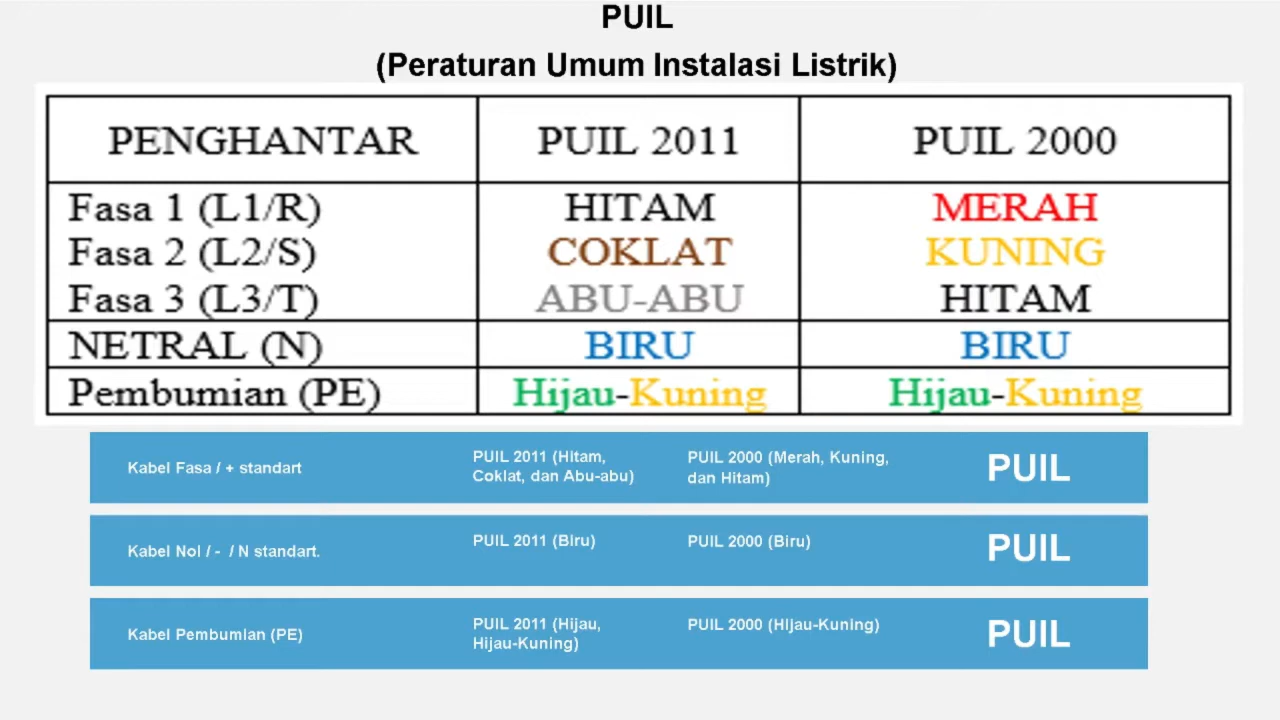 PUIL
(Peraturan Umum Instalasi Listrik)
PENGHANTAR PUIL 2011 PUIL 2000
Fasa 1 (L1/R) HITAM MERAH
Fasa 2 (L2/S) COKLAT KUNING
Fasa 3 (L3/T) ABU-ABU HITAM
NETRAL (N) BIRU BIRU
Pembumian (PE) Hijau-Kuning Hijau-Kuning
Kabel Fasa / + standart
PUIL 2011 (Hitam,
Coklat, dan Abu-abu)
PUIL 2000 (Merah, Kuning,
dan Hitam)
PUIL
Kabel Nol / - / N standart.
PUIL 2011 (Biru)
PUIL 2000 (Biru)
PUIL
Kabel Pembumian (PE)
PUIL 2011 (Hijau,
Hijau-Kuning)
PUIL 2000 (Hijau-Kuning)
PUIL